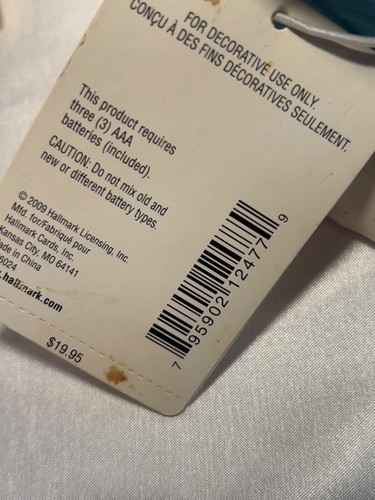 FOR DECORATIVE USE ONLY.
CONÇU À DES FINS DÉCORATIVES SEULEMENT.
This product requires
three (3) AAA
batteries (included).
CAUTION: Do not mix old and
new or different battery types.
© 2009 Hallmark Licensing, Inc.
Mfd. for/Fabriqué pour
Hallmark Cards, Inc.
Kansas City, MO 64141
in China
6024
.hallmark.com
$19.95
7 95902 12477 9